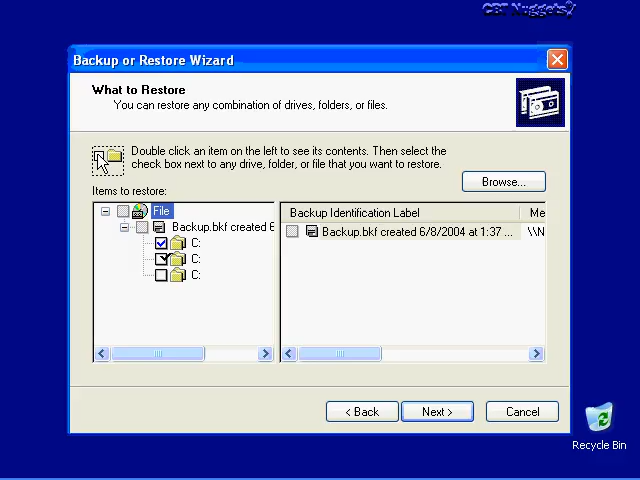 CBT Nuggets
Backup or Restore Wizard
What to Restore
You can restore any combination of drives, folders, or files.
Double click an item on the left to see its contents. Then select the
check box next to any drive, folder, or file that you want to restore.
Browse...
Items to restore:
File
Backup.bkf created 6
C:
C:
C:
Backup Identification Label
Me
Backup.bkf created 6/8/2004 at 1:37 ...
\\N
< Back
Next >
Cancel
Recycle Bin